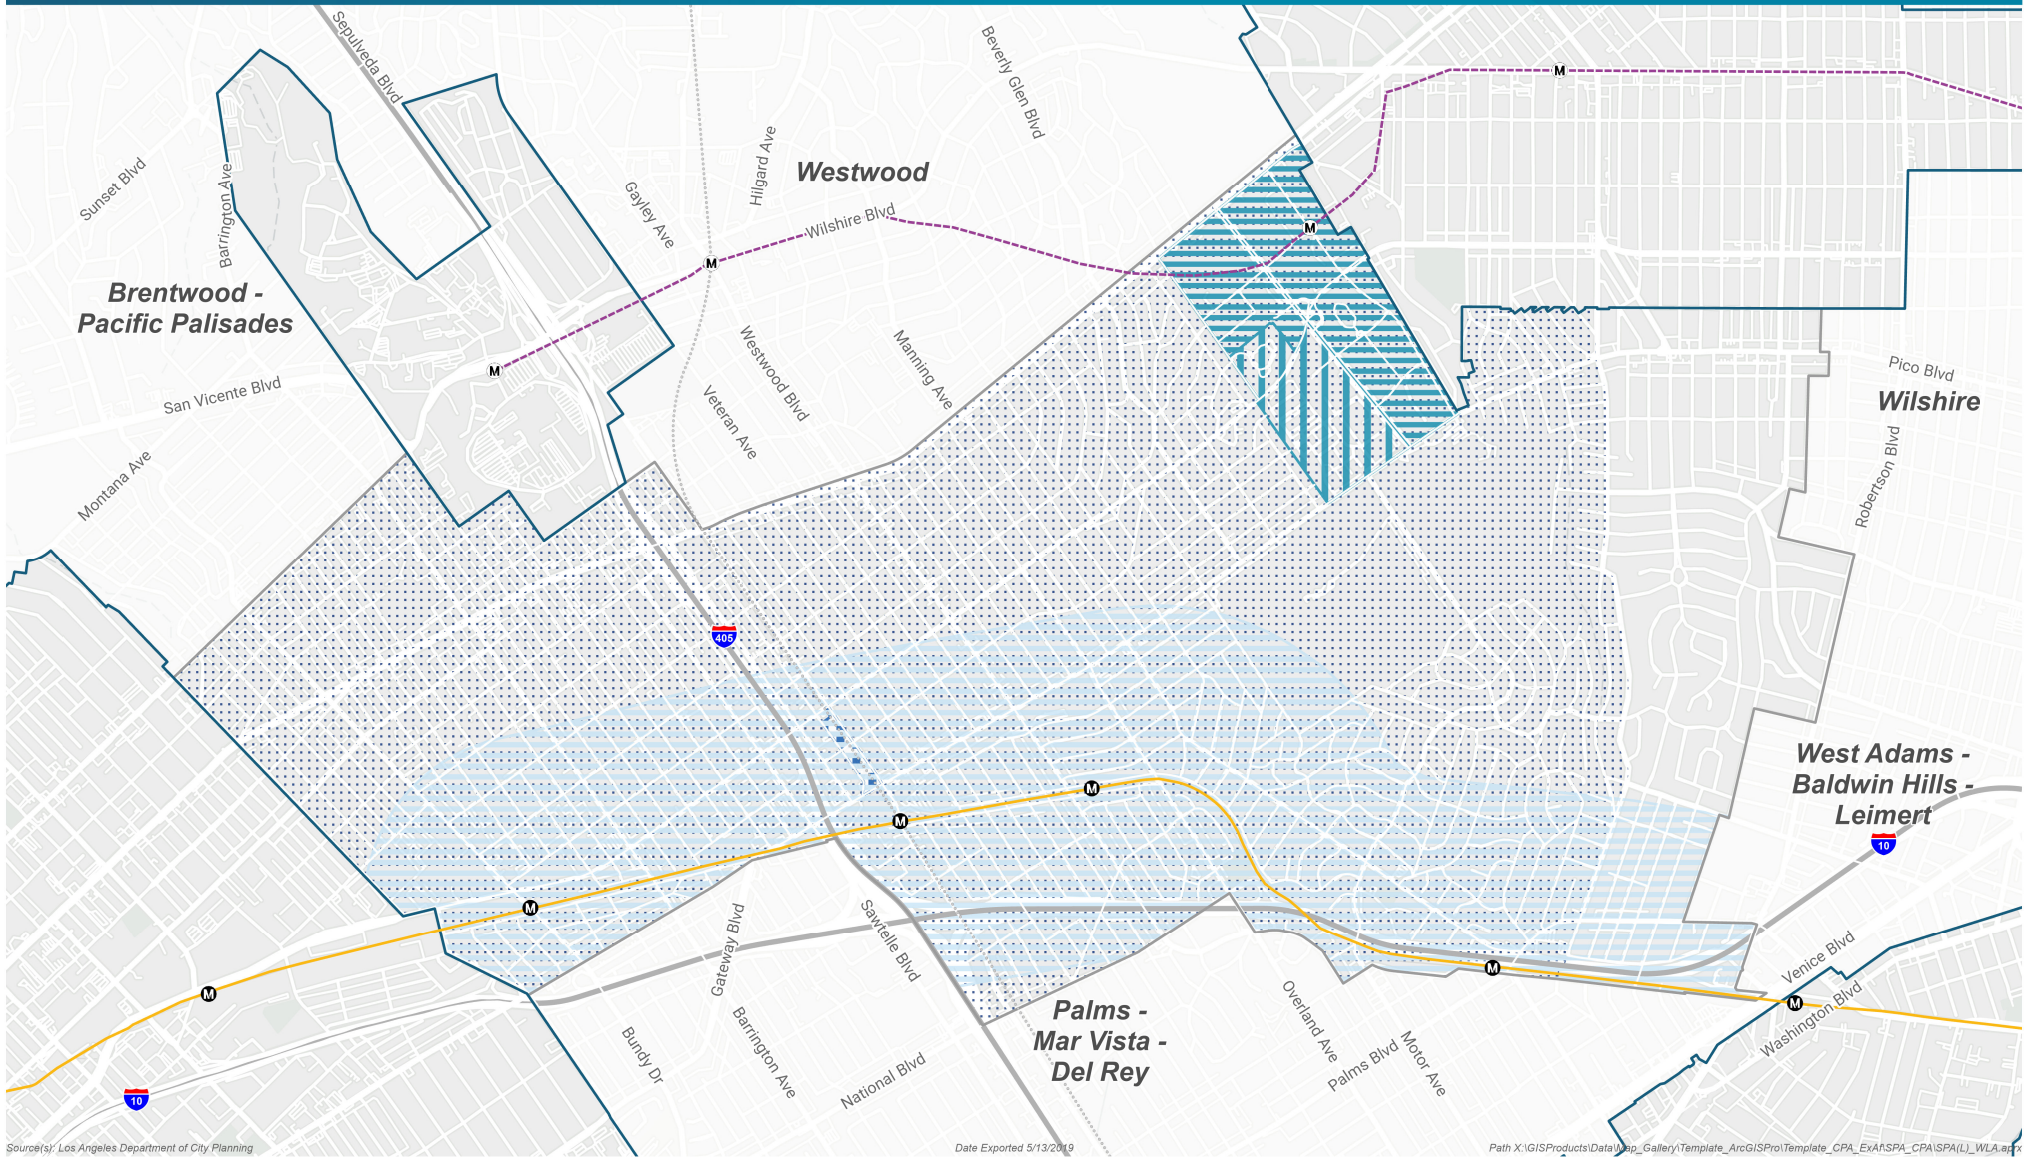 Sepulveda Blvd
Beverly Glen Blvd
M
Hilgard Ave
Westwood
Sunset Blvd
Barrington Ave
Gayley Ave
Wilshire Blvd
M
M
Brentwood -
Pacific Palisades
Westwood Blvd
Manning Ave
M
San Vicente Blvd
Veteran Ave
Pico Blvd
Wilshire
Robertson Blvd
Montana Ave
405
West Adams -
Baldwin Hills -
Leimert
M
M
10
M
Gateway Blvd
Sawtelle Blvd
Venice Blvd
M
M
M
Washington Blvd
Overland Ave
Palms -
Mar Vista -
Del Rey
Bundy Dr
Barrington Ave
National Blvd
Palms Blvd
Motor Ave
10
Source(s): Los Angeles Department of City Planning
Date Exported 5/13/2019